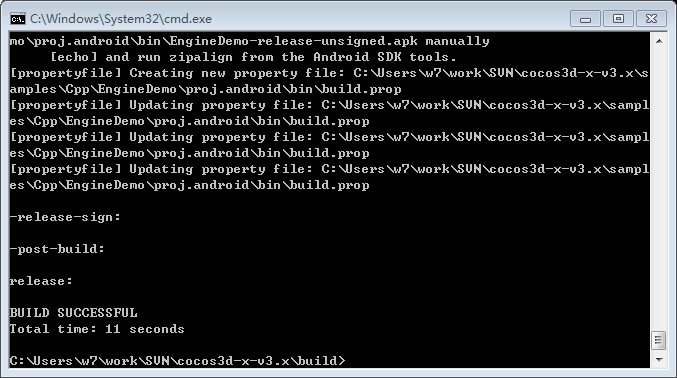 C:\Windows\System32\cmd.exe
mo\proj.android\bin\EngineDemo-release-unsigned.apk manually
[echo] and run zipalign from the Android SDK tools.
[propertyfile] Creating new property file: C:\Users\w7\work\SVN\cocos3d-x-v3.x\s
amples\Cpp\EngineDemo\proj.android\bin\build.prop
[propertyfile] Updating property file: C:\Users\w7\work\SVN\cocos3d-x-v3.x\sampl
es\Cpp\EngineDemo\proj.android\bin\build.prop
[propertyfile] Updating property file: C:\Users\w7\work\SVN\cocos3d-x-v3.x\sampl
es\Cpp\EngineDemo\proj.android\bin\build.prop
[propertyfile] Updating property file: C:\Users\w7\work\SVN\cocos3d-x-v3.x\sampl
es\Cpp\EngineDemo\proj.android\bin\build.prop
-release-sign:
-post-build:
release:
BUILD SUCCESSFUL
Total time: 11 seconds
C:\Users\w7\work\SVN\cocos3d-x-v3.x\build>